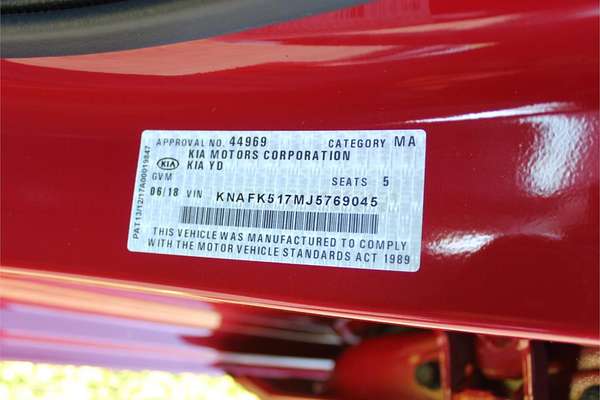 APPROVAL NO. 44969 CATEGORY MA
KIA MOTORS CORPORATION
KIA KIA YD
GVM SEATS 5
06/18 VIN KNAFK517MJ5769045
THIS VEHICLE WAS MANUFACTURED TO COMPLY
WITH THE MOTOR VEHICLE STANDARDS ACT 1989
PAT13/12/17A00019847